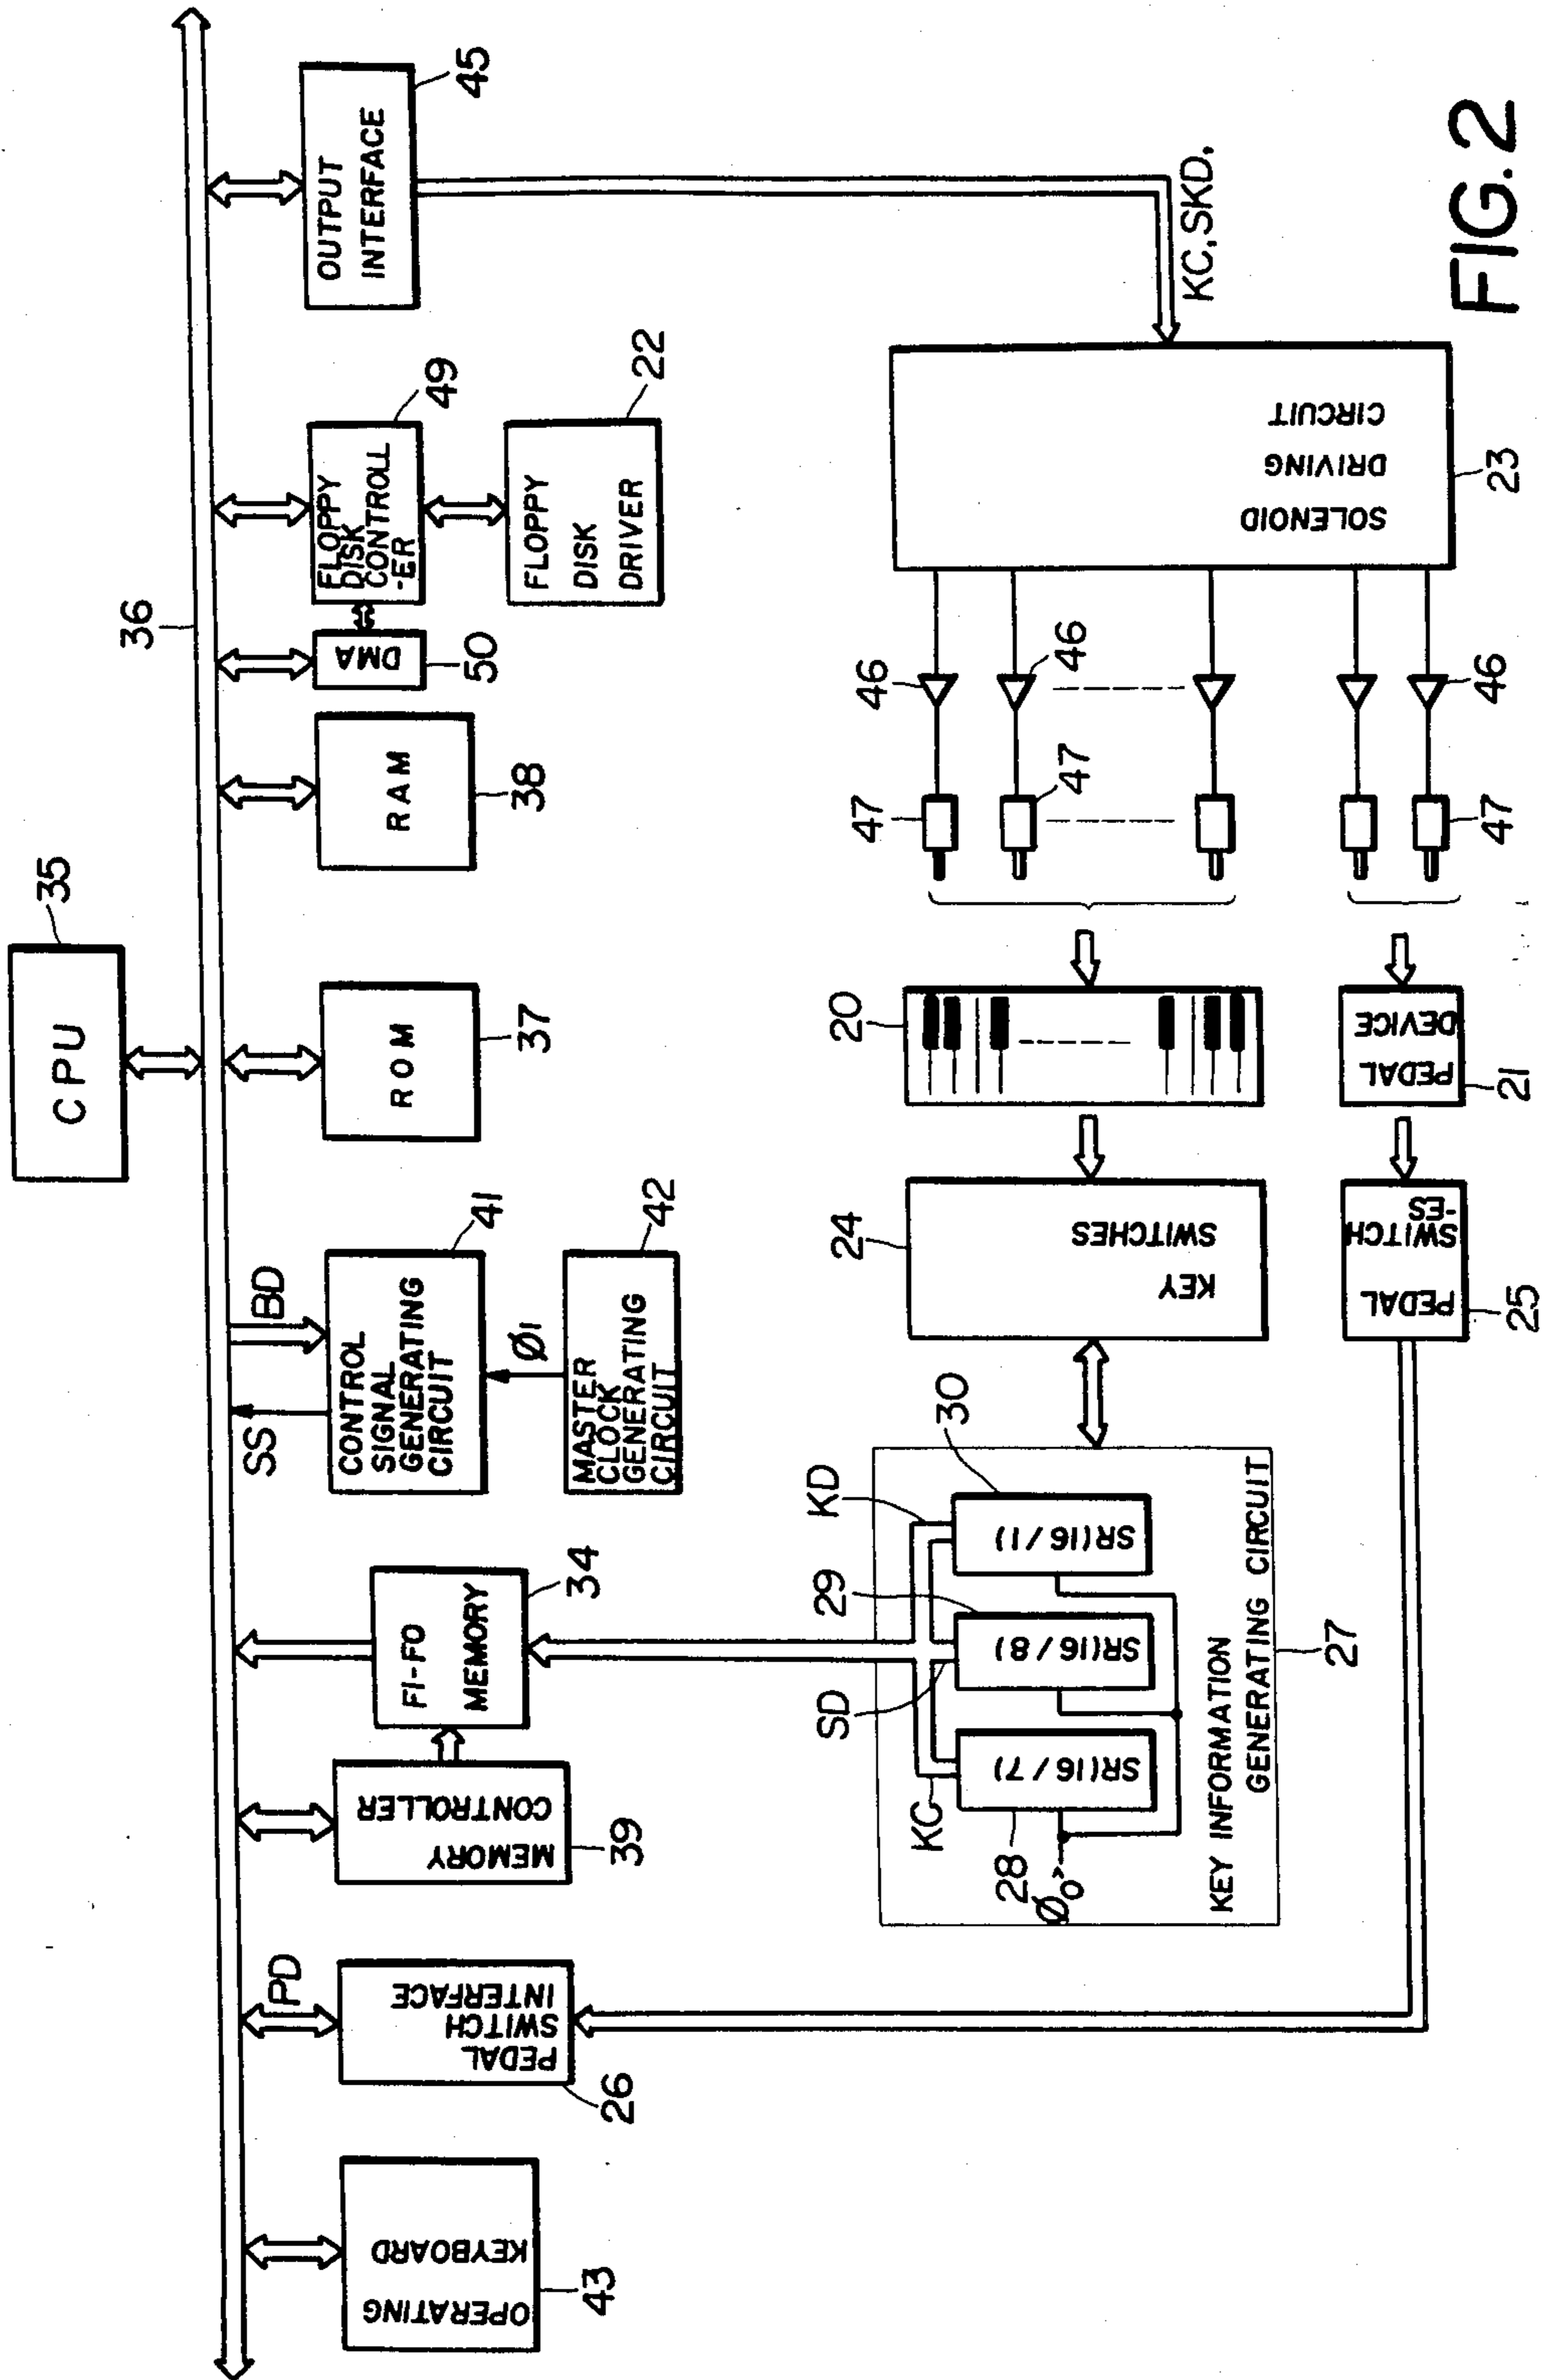 CPU
35
36
OPERATING
KEYBOARD
43
PD
PEDAL
SWITCH
INTERFACE
26
MEMORY
CONTROLLER
39
FI-FO
MEMORY
34
SS
BD
CONTROL
SIGNAL
GENERATING
CIRCUIT
41
Ø1
MASTER
CLOCK
GENERATING
CIRCUIT
42
ROM
37
RAM
38
DMA
50
FLOPPY
DISK
CONTROLL
-ER
49
FLOPPY
DISK
DRIVER
22
OUTPUT
INTERFACE
45
KC
SD
KD
28
29
30
SR(16/7)
SR(16/8)
SR(16/1)
Ø0
KEY INFORMATION
GENERATING CIRCUIT
27
KEY
SWITCHES
24
20
47
46
47
46
SOLENOID
DRIVING
CIRCUIT
23
KC,SKD,
PEDAL
SWITCH
-ES
25
PEDAL
DEVICE
21
47
46
FIG. 2